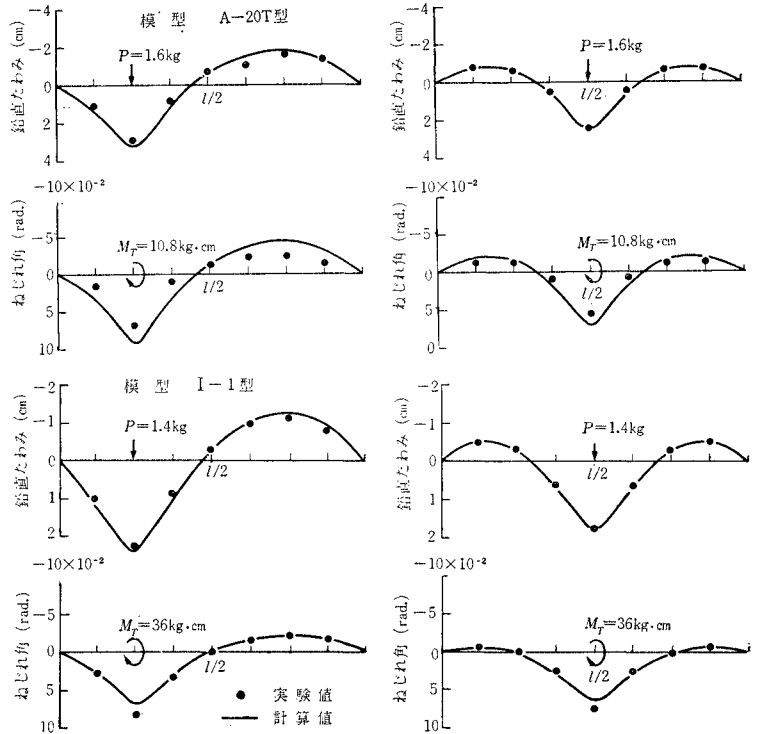 模型 A-20T型
-4
-2
0
2
4
鉛直たわみ (cm)
P=1.6kg
l/2
-4
-2
0
2
4
鉛直たわみ (cm)
P=1.6kg
l/2
-10×10⁻²
-5
0
5
10
ねじれ角 (rad.)
M_T=10.8kg·cm
l/2
-10×10⁻²
-5
0
5
0
ねじれ角 (rad.)
M_T=10.8kg·cm
l/2
模型 I-1型
-2
-1
0
1
2
鉛直たわみ (cm)
P=1.4kg
l/2
-2
-1
0
1
2
鉛直たわみ (cm)
P=1.4kg
l/2
-10×10⁻²
-5
0
5
10
ねじれ角 (rad.)
M_T=36kg·cm
l/2
● 実験値
— 計算値
-10×10⁻²
-5
0
5
10
ねじれ角 (rad.)
M_T=36kg·cm
l/2